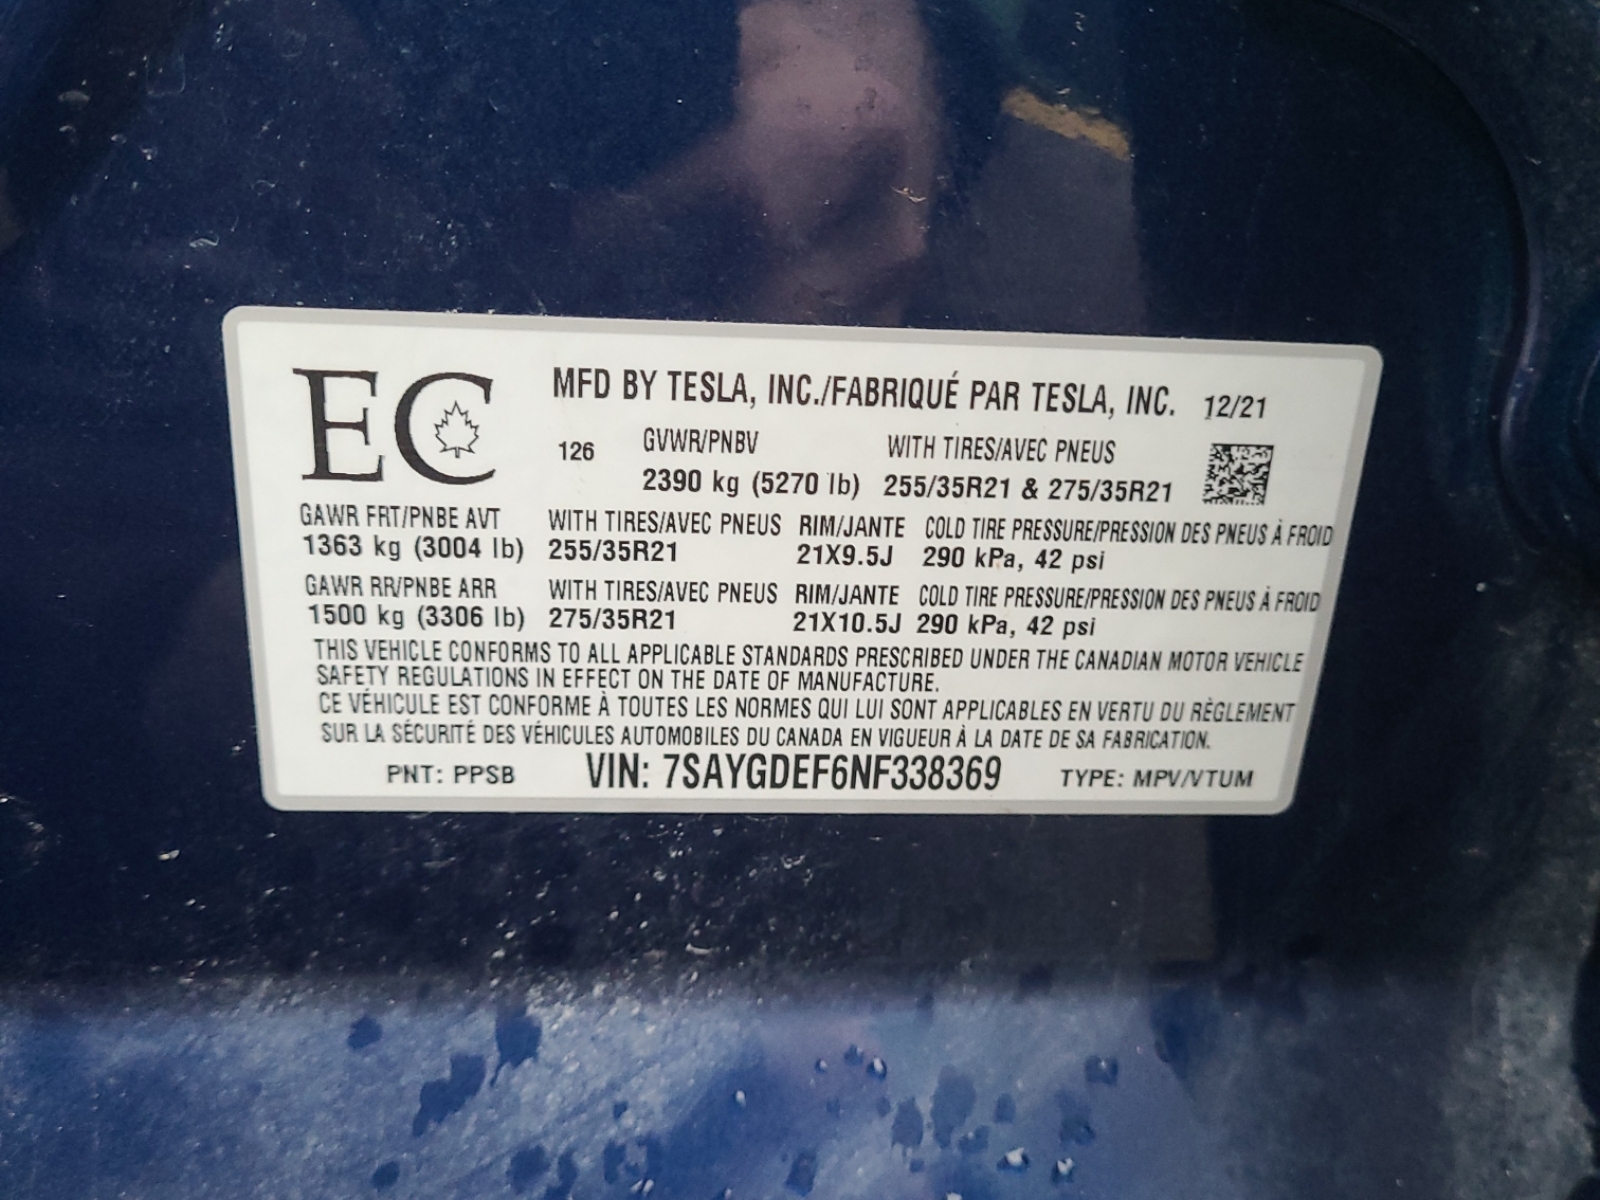 EC
MFD BY TESLA, INC./FABRIQUÉ PAR TESLA, INC. 12/21
126 GVWR/PNBV WITH TIRES/AVEC PNEUS
2390 kg (5270 lb) 255/35R21 & 275/35R21
GAWR FRT/PNBE AVT WITH TIRES/AVEC PNEUS RIM/JANTE COLD TIRE PRESSURE/PRESSION DES PNEUS À FROID
1363 kg (3004 lb) 255/35R21 21X9.5J 290 kPa, 42 psi
GAWR RR/PNBE ARR WITH TIRES/AVEC PNEUS RIM/JANTE COLD TIRE PRESSURE/PRESSION DES PNEUS À FROID
1500 kg (3306 lb) 275/35R21 21X10.5J 290 kPa, 42 psi
THIS VEHICLE CONFORMS TO ALL APPLICABLE STANDARDS PRESCRIBED UNDER THE CANADIAN MOTOR VEHICLE
SAFETY REGULATIONS IN EFFECT ON THE DATE OF MANUFACTURE.
CE VÉHICULE EST CONFORME À TOUTES LES NORMES QUI LUI SONT APPLICABLES EN VERTU DU RÈGLEMENT
SUR LA SÉCURITÉ DES VÉHICULES AUTOMOBILES DU CANADA EN VIGUEUR À LA DATE DE SA FABRICATION.
PNT: PPSB VIN: 7SAYGDEF6NF338369 TYPE: MPV/VTUM